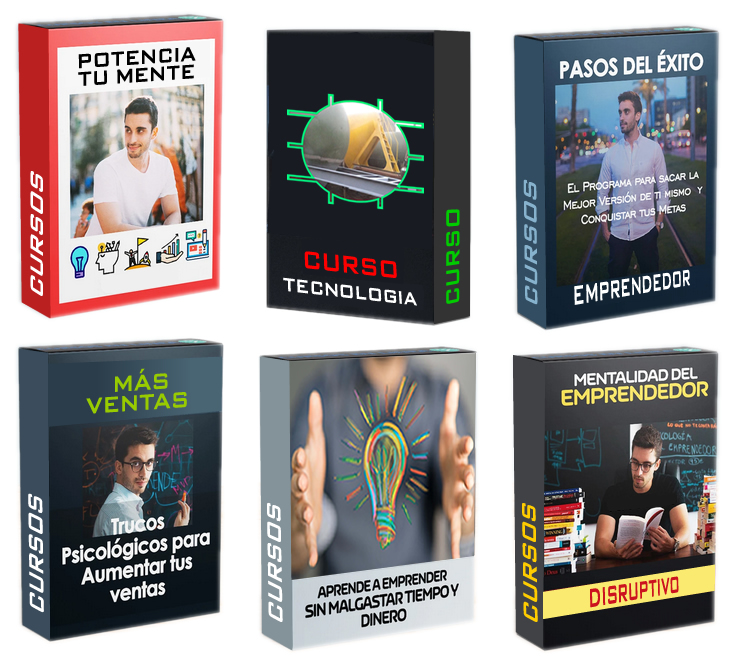 POTENCIA
TU MENTE
CURSOS
CURSO
TECNOLOGIA
CURSO
PASOS DEL ÉXITO
EL PROGRAMA PARA SACAR LA
MEJOR VERSIÓN DE TI MISMO Y
CONQUISTAR TUS METAS
EMPRENDEDOR
CURSOS
MÁS
VENTAS
Trucos
Psicológicos para
Aumentar tus
ventas
CURSOS
APRENDE A EMPRENDER
SIN MALGASTAR TIEMPO Y
DINERO
CURSOS
MENTALIDAD DEL
EMPRENDEDOR
EMPRENDEDOR
DISRUPTIVO
CURSOS